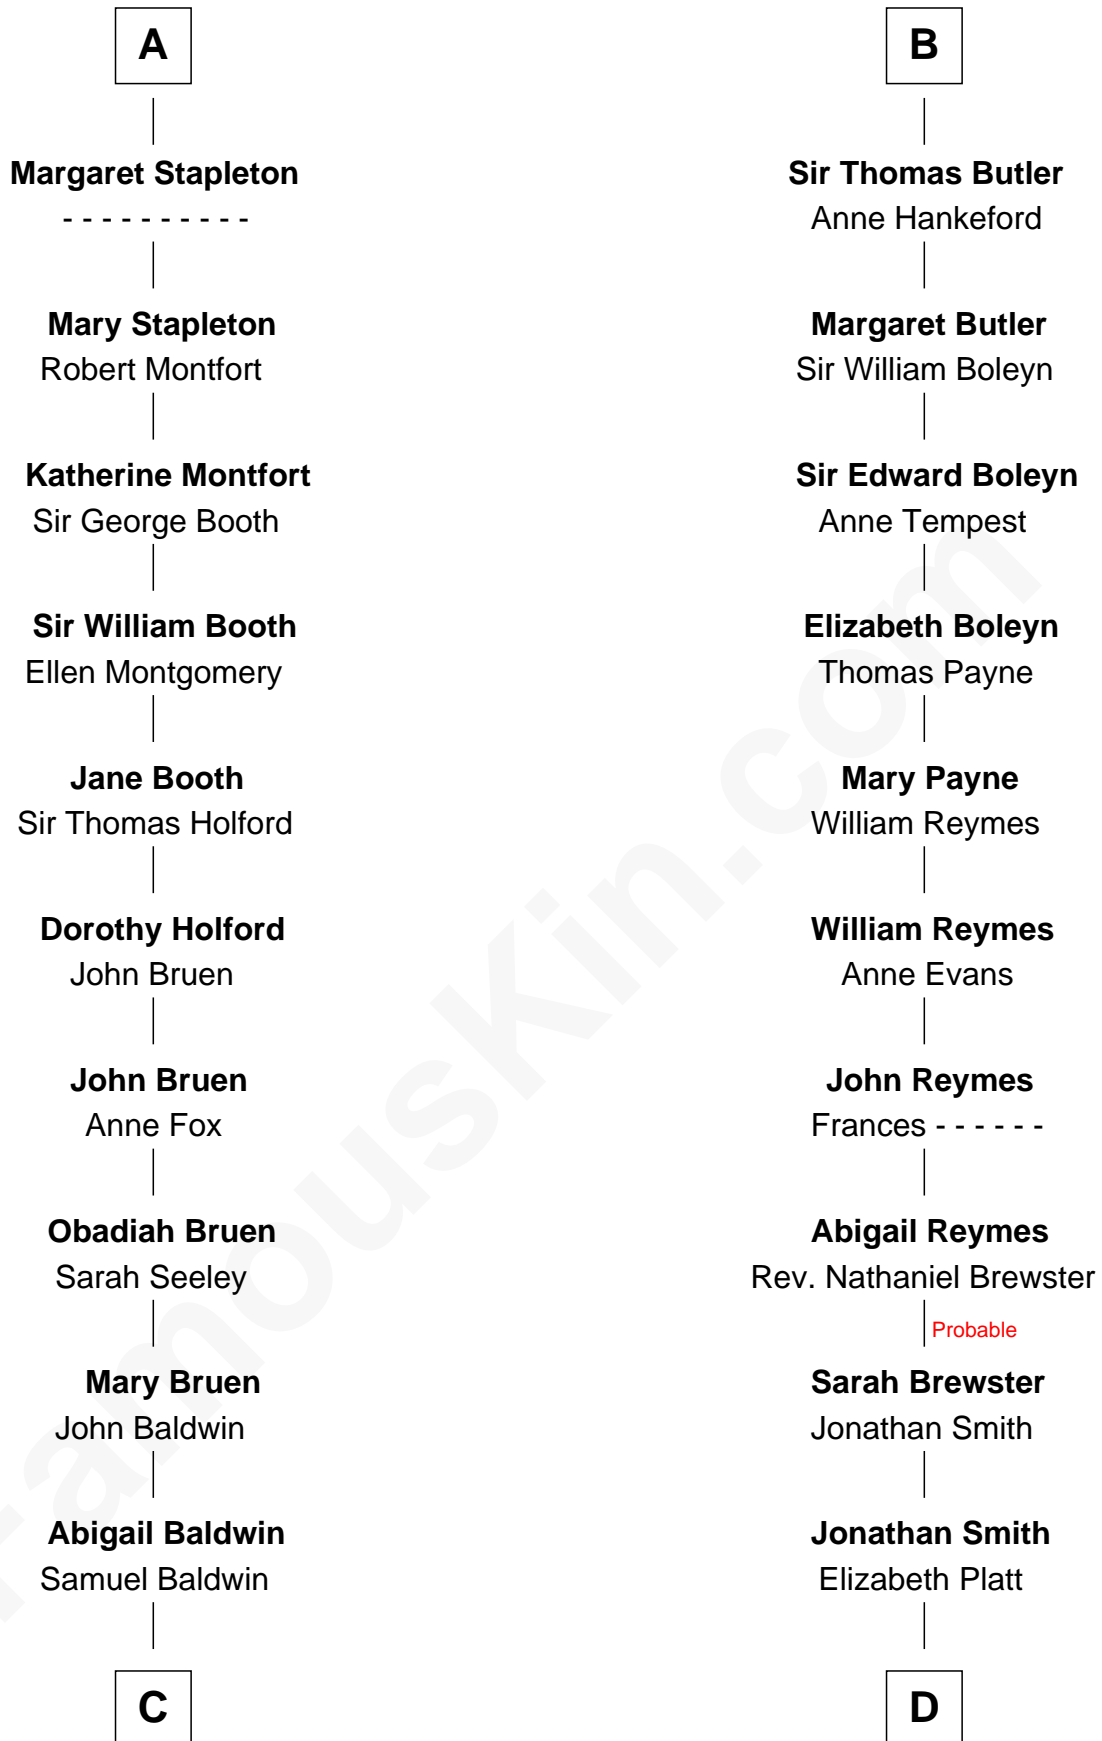 A
Margaret Stapleton
- - - - - - - - - -
Mary Stapleton
Robert Montfort
Katherine Montfort
Sir George Booth
Sir William Booth
Ellen Montgomery
Jane Booth
Sir Thomas Holford
Dorothy Holford
John Bruen
John Bruen
Anne Fox
Obadiah Bruen
Sarah Seeley
Mary Bruen
John Baldwin
Abigail Baldwin
Samuel Baldwin
C
B
Sir Thomas Butler
Anne Hankeford
Margaret Butler
Sir William Boleyn
Sir Edward Boleyn
Anne Tempest
Elizabeth Boleyn
Thomas Payne
Mary Payne
William Reymes
William Reymes
Anne Evans
John Reymes
Frances - - - - - -
Abigail Reymes
Rev. Nathaniel Brewster
Probable
Sarah Brewster
Jonathan Smith
Jonathan Smith
Elizabeth Platt
D
FamousKin.com